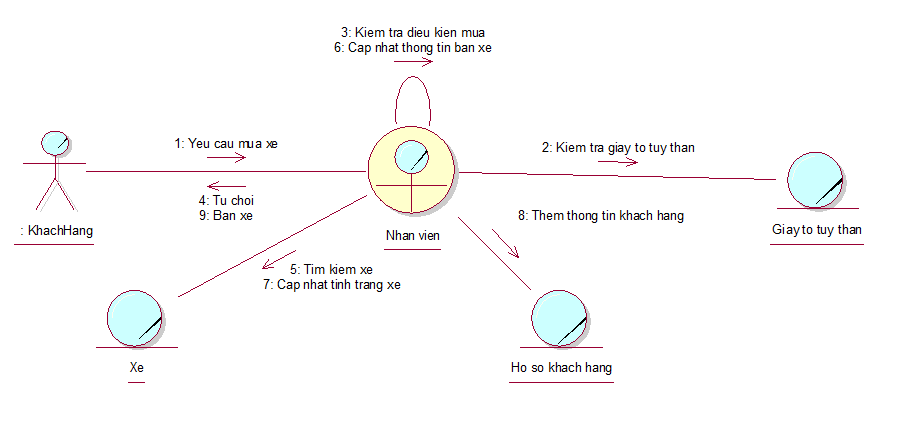 3: Kiem tra dieu kien mua
6: Cap nhat thong tin ban xe
1: Yeu cau mua xe
2: Kiem tra giay to tuy than
4: Tu choi
9: Ban xe
8: Them thong tin khach hang
: KhachHang
Nhan vien
Giay to tuy than
5: Tim kiem xe
7: Cap nhat tinh trang xe
Xe
Ho so khach hang